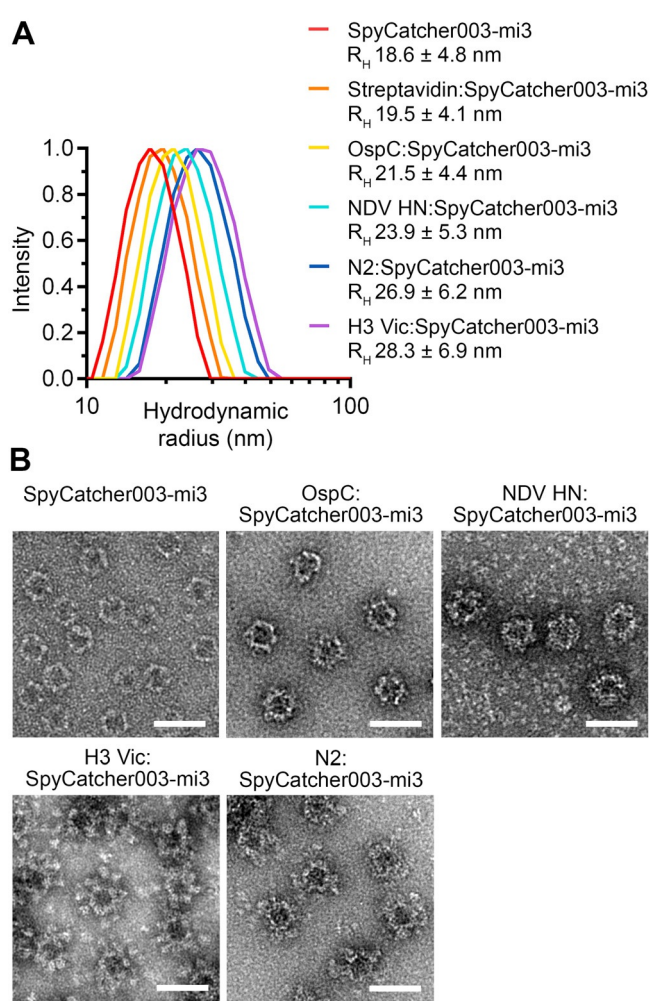 A
SpyCatcher003-mi3
RH 18.6 ± 4.8 nm
Streptavidin:SpyCatcher003-mi3
RH 19.5 ± 4.1 nm
OspC:SpyCatcher003-mi3
RH 21.5 ± 4.4 nm
NDV HN:SpyCatcher003-mi3
RH 23.9 ± 5.3 nm
N2:SpyCatcher003-mi3
RH 26.9 ± 6.2 nm
H3 Vic:SpyCatcher003-mi3
RH 28.3 ± 6.9 nm
Intensity
1.0
0.8
0.6
0.4
0.2
0.0
10
100
Hydrodynamic
radius (nm)
B
SpyCatcher003-mi3
OspC:
SpyCatcher003-mi3
NDV HN:
SpyCatcher003-mi3
H3 Vic:
SpyCatcher003-mi3
N2:
SpyCatcher003-mi3